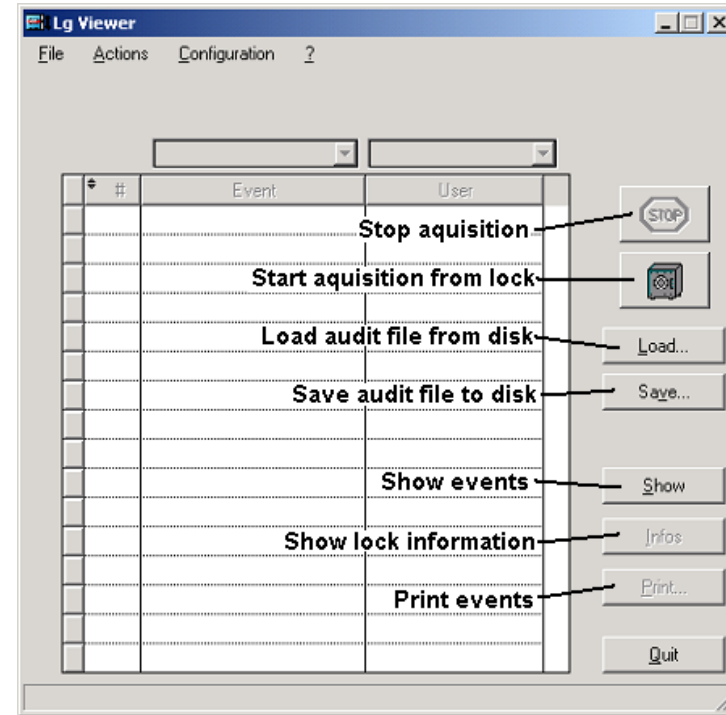 Lg Viewer
File Actions Configuration ?
# Event User
STOP
Stop aquisition
Start aquisition from lock
Load audit file from disk
Load...
Save audit file to disk
Save...
Show events
Show
Show lock information
Infos
Print events
Print...
Quit